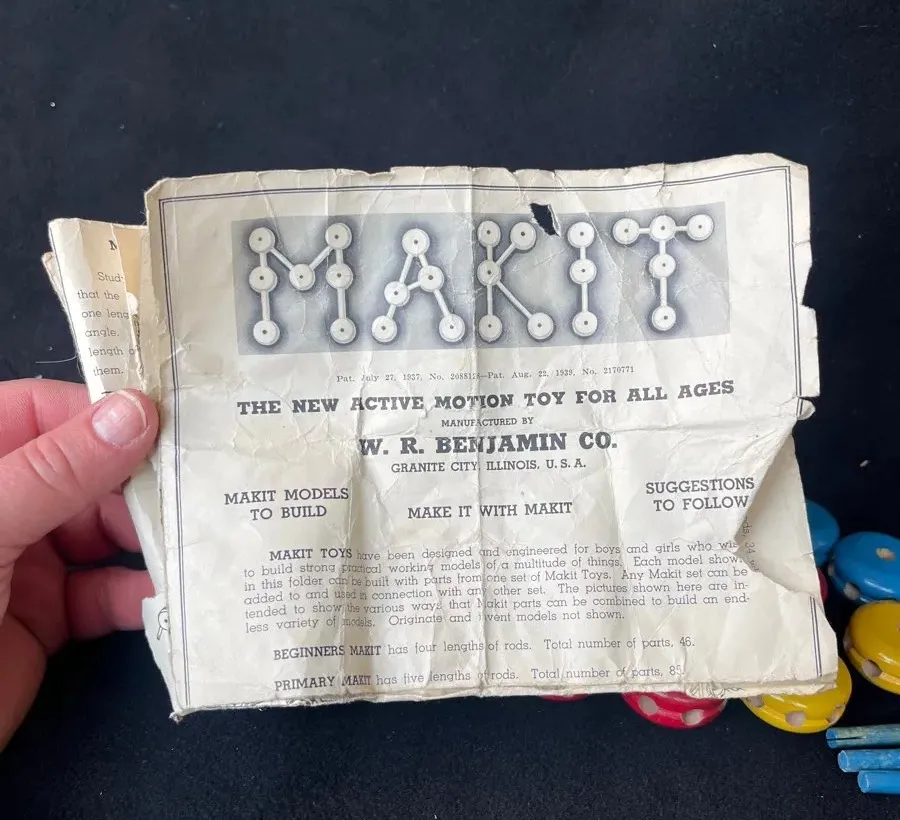 MAKIT
Pat. July 27, 1937, No. 2088128—Pat. Aug. 22, 1939, No. 2170771
THE NEW ACTIVE MOTION TOY FOR ALL AGES
MANUFACTURED BY
W. R. BENJAMIN CO.
GRANITE CITY, ILLINOIS, U. S. A.
MAKIT MODELS
TO BUILD
MAKE IT WITH MAKIT
SUGGESTIONS
TO FOLLOW
MAKIT TOYS have been designed and engineered for boys and girls who
to build strong practical working models of a multitude of things. Each model shown
in this folder can be built with parts from one set of Makit Toys. Any Makit set can be
added to and used in connection with any other set. The pictures shown here are in-
tended to show the various ways that Makit parts can be combined to build an end-
less variety of models. Originate and invent models not shown.
BEGINNERS MAKIT has four lengths of rods. Total number of parts, 46.
PRIMARY MAKIT has five lengths of rods. Total number of parts, 85.
Stud
that the
one leng
angle.
length of
them.